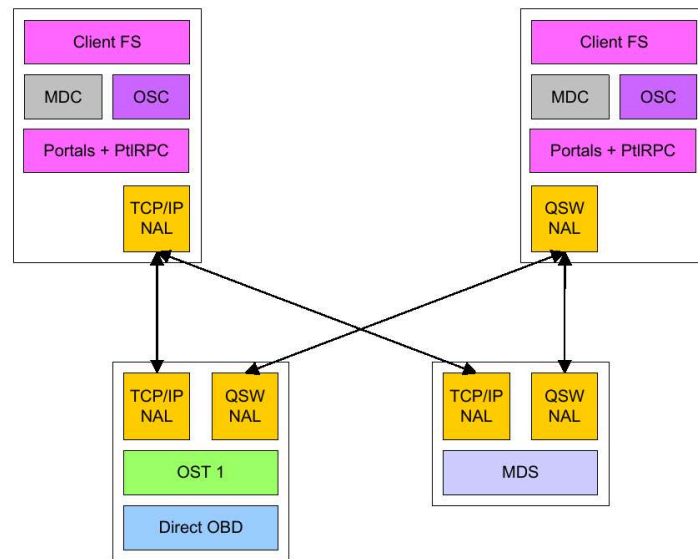 Client FS
MDC
OSC
Portals + PtlRPC
TCP/IP
NAL
Client FS
MDC
OSC
Portals + PtlRPC
QSW
NAL
TCP/IP
NAL
QSW
NAL
OST 1
Direct OBD
TCP/IP
NAL
QSW
NAL
MDS